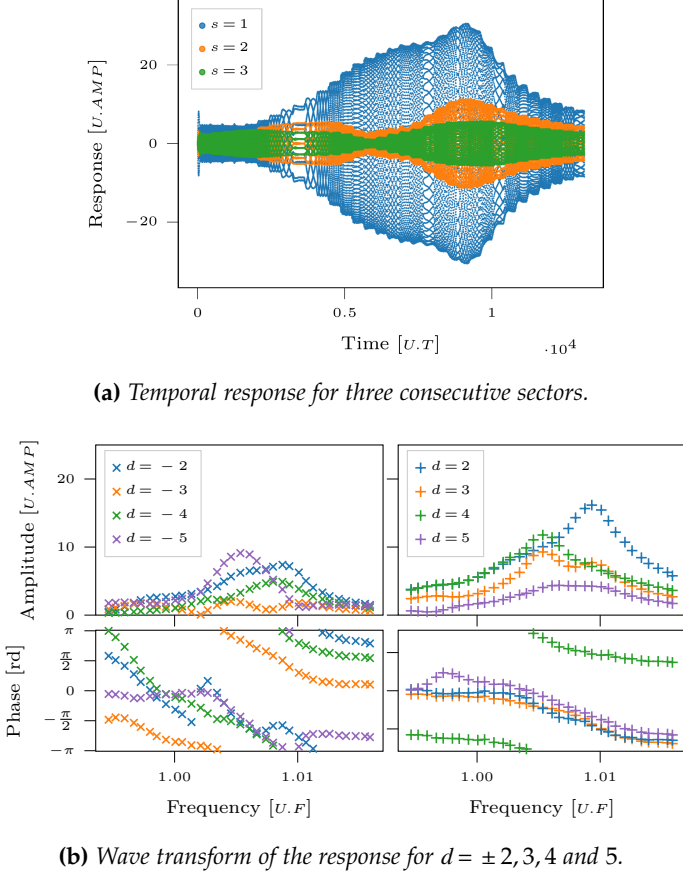 s = 1
s = 2
s = 3
20
0
−20
Response [U.AMP]
0
0.5
1
Time [U.T]
·10⁴
(a) Temporal response for three consecutive sectors.
d = − 2
d = − 3
d = − 4
d = − 5
d = 2
d = 3
d = 4
d = 5
20
10
0
Amplitude [U.AMP]
π
π/2
0
−π/2
−π
Phase [rd]
1.00
1.01
1.00
1.01
Frequency [U.F]
Frequency [U.F]
(b) Wave transform of the response for d = ± 2, 3, 4 and 5.